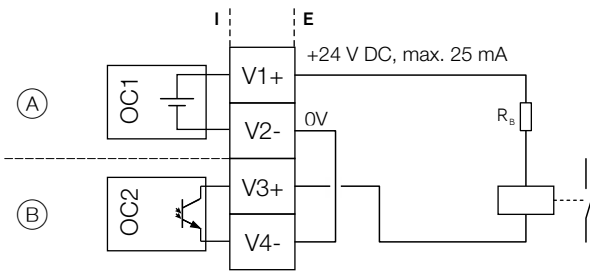 I E
+24 V DC, max. 25 mA
V1+
OC1
A
V2-
0V
R_B
V3+
OC2
B
V4-